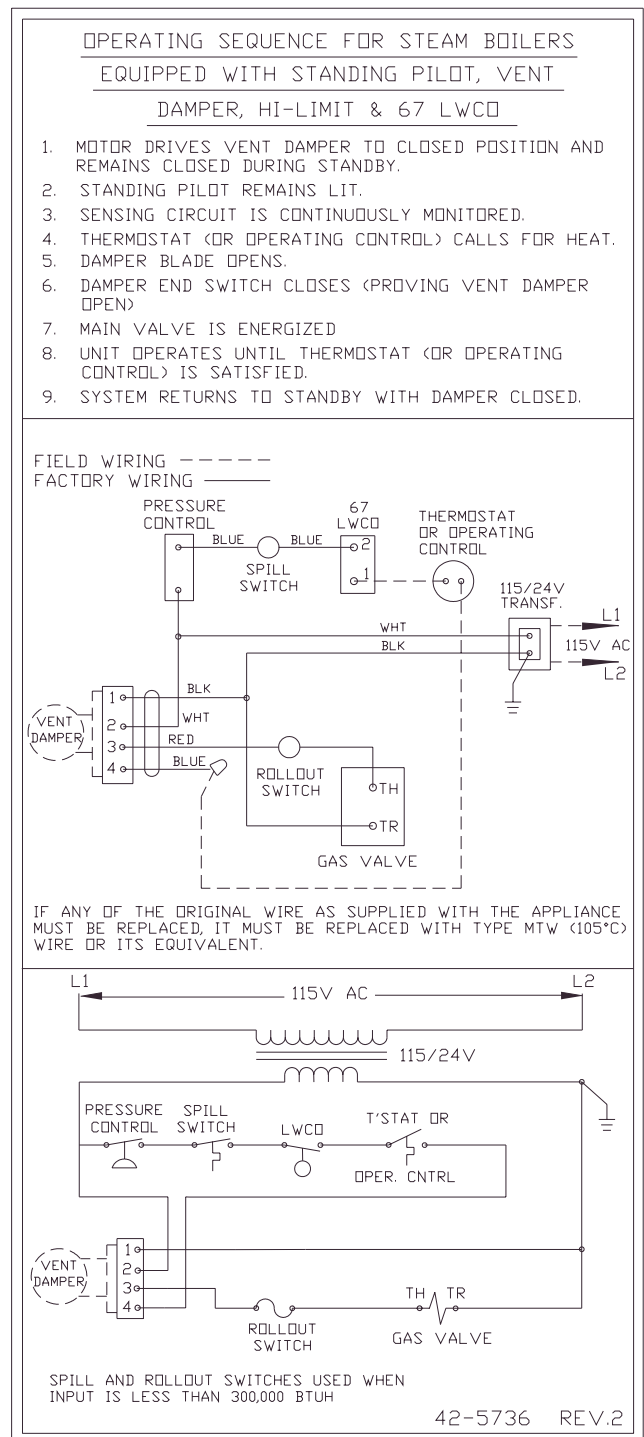 OPERATING SEQUENCE FOR STEAM BOILERS
EQUIPPED WITH STANDING PILOT, VENT
DAMPER, HI-LIMIT & 67 LWCO
1. MOTOR DRIVES VENT DAMPER TO CLOSED POSITION AND
REMAINS CLOSED DURING STANDBY.
2. STANDING PILOT REMAINS LIT.
3. SENSING CIRCUIT IS CONTINUOUSLY MONITORED.
4. THERMOSTAT (OR OPERATING CONTROL) CALLS FOR HEAT.
5. DAMPER BLADE OPENS.
6. DAMPER END SWITCH CLOSES (PROVING VENT DAMPER
OPEN)
7. MAIN VALVE IS ENERGIZED
8. UNIT OPERATES UNTIL THERMOSTAT (OR OPERATING
CONTROL) IS SATISFIED.
9. SYSTEM RETURNS TO STANDBY WITH DAMPER CLOSED.
FIELD WIRING
FACTORY WIRING
PRESSURE
CONTROL
BLUE
BLUE
SPILL
SWITCH
67
LWCO
2
1
THERMOSTAT
OR OPERATING
CONTROL
115/24V
TRANSF.
L1
115V AC
L2
WHT
BLK
VENT
DAMPER
1
2
3
4
BLK
WHT
RED
BLUE
ROLLOUT
SWITCH
TH
TR
GAS VALVE
IF ANY OF THE ORIGINAL WIRE AS SUPPLIED WITH THE APPLIANCE
MUST BE REPLACED, IT MUST BE REPLACED WITH TYPE MTW (105°C)
WIRE OR ITS EQUIVALENT.
L1
115V AC
L2
115/24V
PRESSURE
CONTROL
SPILL
SWITCH
LWCO
T'STAT OR
OPER. CNTRL
VENT
DAMPER
1
2
3
4
ROLLOUT
SWITCH
TH TR
GAS VALVE
SPILL AND ROLLOUT SWITCHES USED WHEN
INPUT IS LESS THAN 300,000 BTUH
42-5736 REV.2